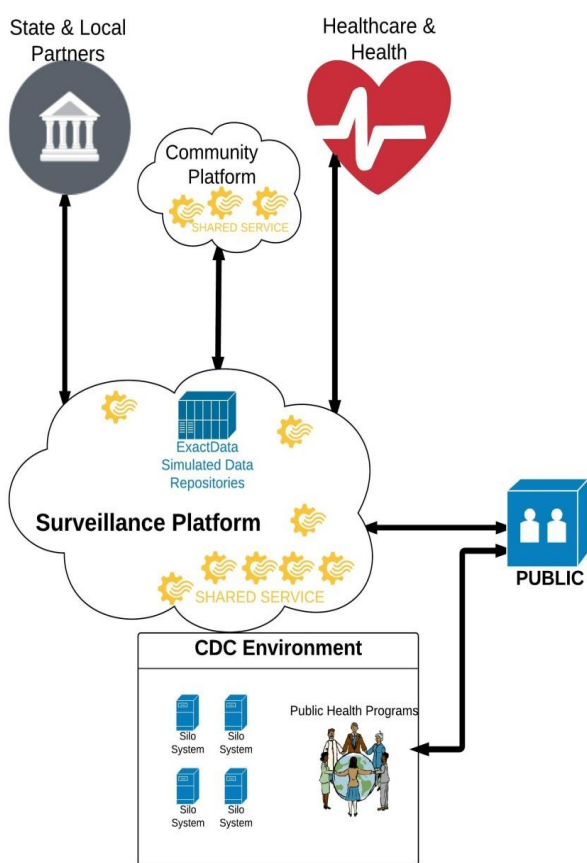 State & Local
Partners
Healthcare &
Health
Community
Platform
SHARED SERVICE
ExactData
Simulated Data
Repositories
Surveillance Platform
SHARED SERVICE
PUBLIC
CDC Environment
Public Health Programs
Silo
System
Silo
System
Silo
System
Silo
System